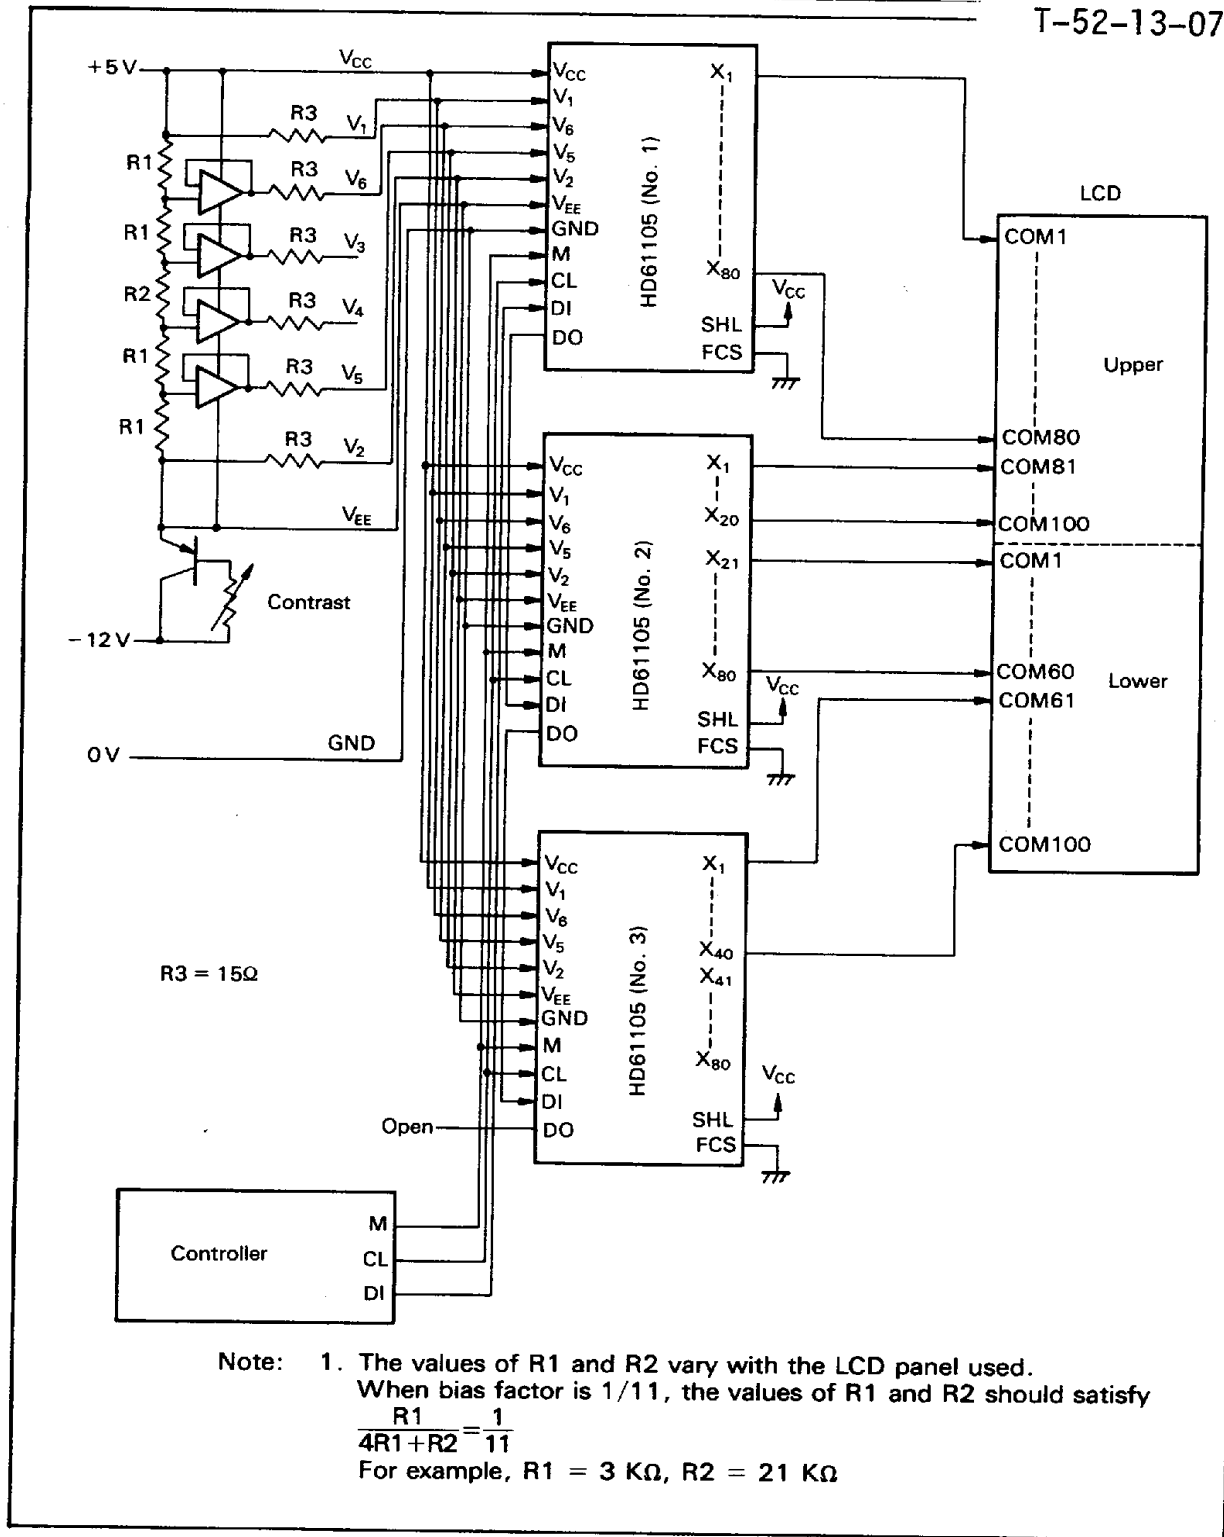 T-52-13-07
+5V
VCC
R3
V1
R1
R3
V6
R1
R3
V3
R2
R3
V4
R1
R3
V5
R1
R3
V2
VEE
Contrast
-12V
GND
0V
R3 = 15Ω
VCC
V1
V6
V5
V2
VEE
GND
M
CL
DI
DO
HD61105 (No. 1)
X1
X80
VCC
SHL
FCS
VCC
V1
V6
V5
V2
VEE
GND
M
CL
DI
DO
HD61105 (No. 2)
X1
X20
X21
X80
VCC
SHL
FCS
VCC
V1
V6
V5
V2
VEE
GND
M
CL
DI
DO
Open
HD61105 (No. 3)
X1
X40
X41
X80
VCC
SHL
FCS
LCD
COM1
Upper
COM80
COM81
COM100
COM1
COM60
Lower
COM61
COM100
Controller
M
CL
DI
Note: 1. The values of R1 and R2 vary with the LCD panel used.
When bias factor is 1/11, the values of R1 and R2 should satisfy
R1/(4R1+R2) = 1/11
For example, R1 = 3 KΩ, R2 = 21 KΩ